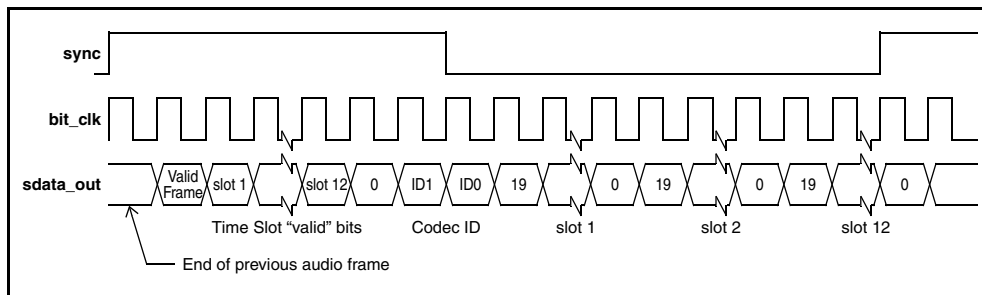 sync
bit_clk
sdata_out
Valid Frame
slot 1
slot 12
0
ID1
ID0
19
0
19
0
19
0
Time Slot “valid” bits
Codec ID
slot 1
slot 2
slot 12
End of previous audio frame